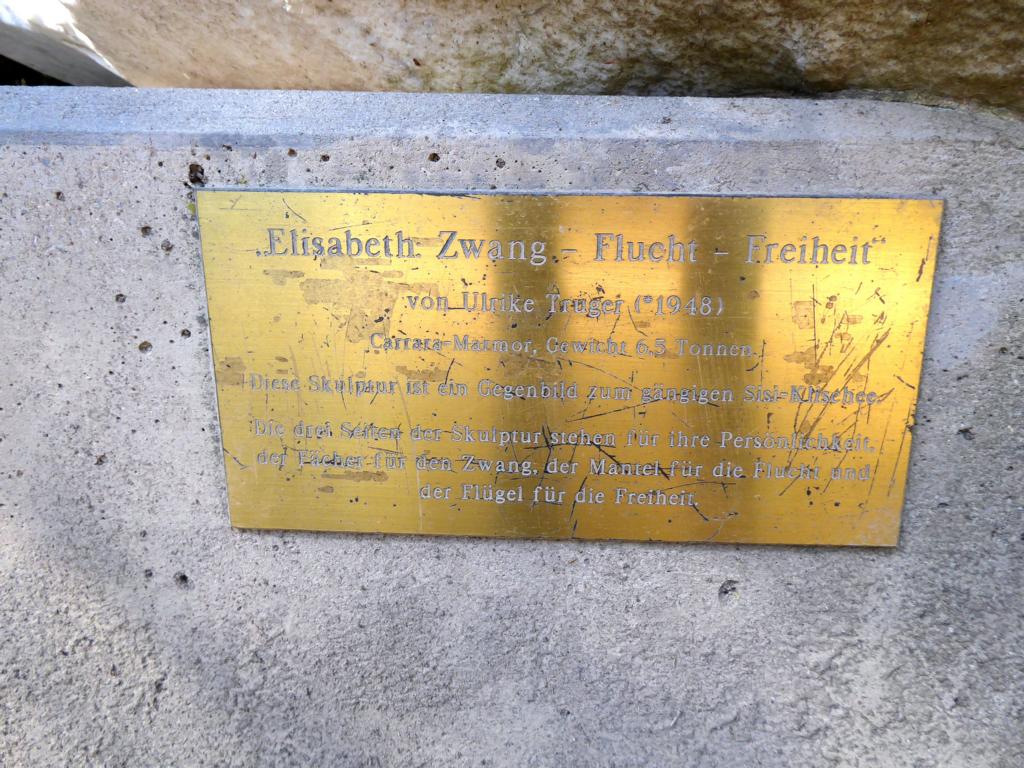 „Elisabeth. Zwang – Flucht – Freiheit“
von Ulrike Truger (*1948)
Carrara-Marmor, Gewicht 6,5 Tonnen.
Diese Skulptur ist ein Gegenbild zum gängigen Sisi-Klischee.
Die drei Seiten der Skulptur stehen für ihre Persönlichkeit,
der Fächer für den Zwang, der Mantel für die Flucht und
der Flügel für die Freiheit.